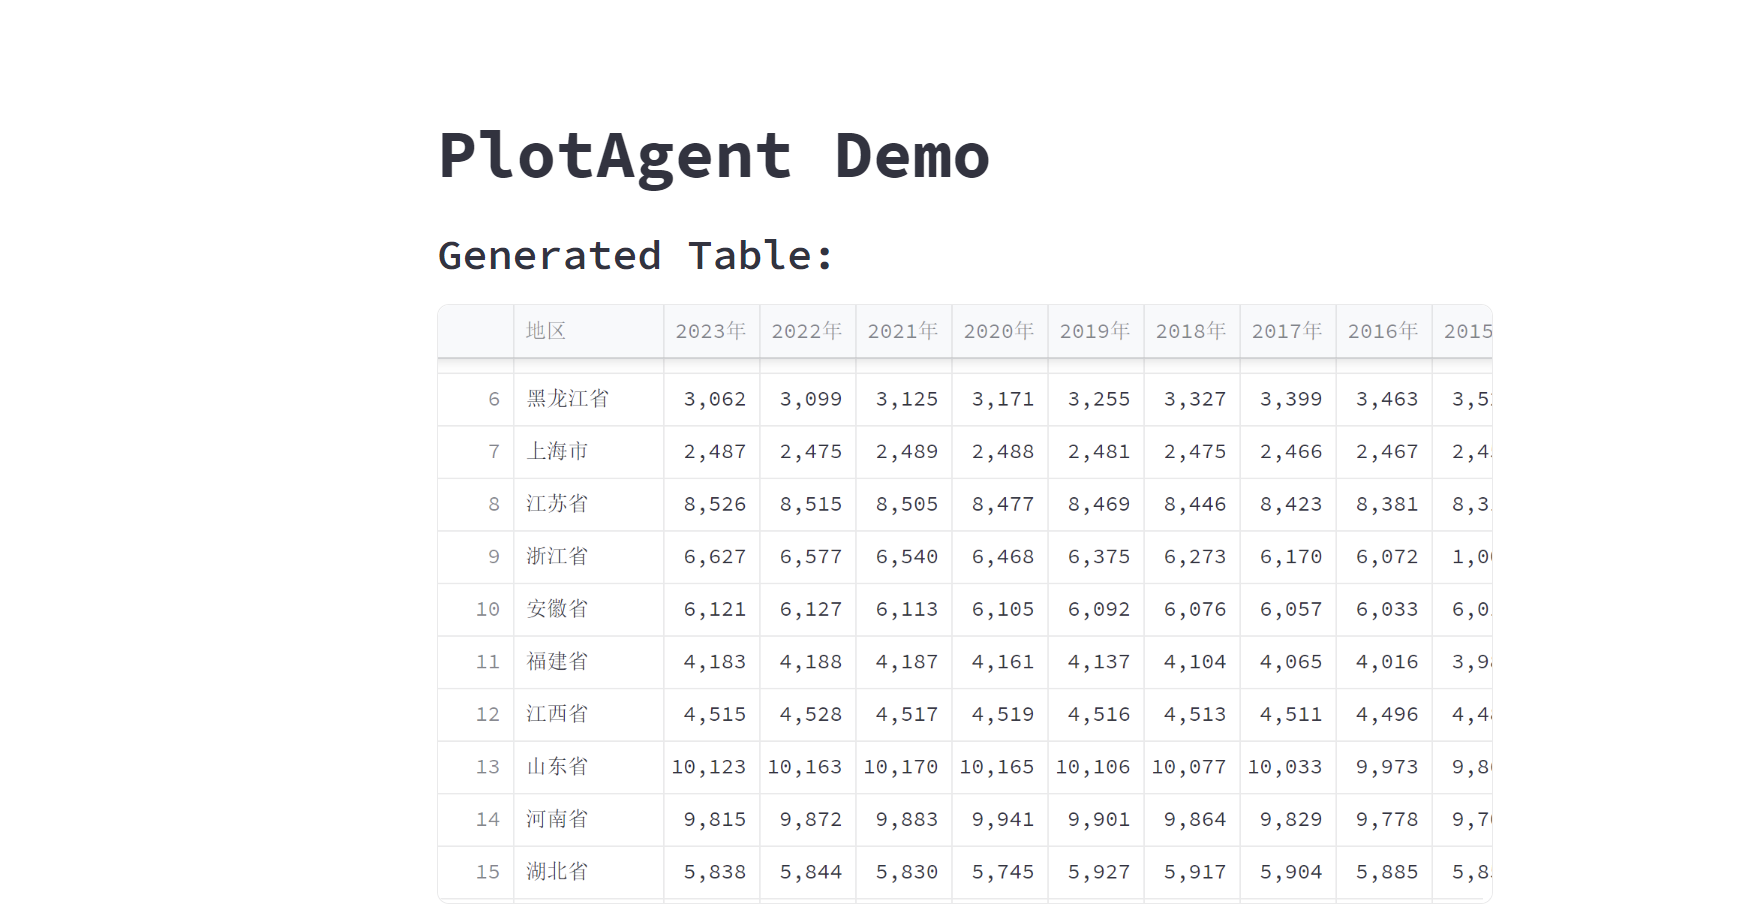 PlotAgent Demo
Generated Table:
地区 2023年 2022年 2021年 2020年 2019年 2018年 2017年 2016年 2015
6 黑龙江省 3,062 3,099 3,125 3,171 3,255 3,327 3,399 3,463 3,5
7 上海市 2,487 2,475 2,489 2,488 2,481 2,475 2,466 2,467 2,4
8 江苏省 8,526 8,515 8,505 8,477 8,469 8,446 8,423 8,381 8,3
9 浙江省 6,627 6,577 6,540 6,468 6,375 6,273 6,170 6,072 1,0
10 安徽省 6,121 6,127 6,113 6,105 6,092 6,076 6,057 6,033 6,0
11 福建省 4,183 4,188 4,187 4,161 4,137 4,104 4,065 4,016 3,9
12 江西省 4,515 4,528 4,517 4,519 4,516 4,513 4,511 4,496 4,4
13 山东省 10,123 10,163 10,170 10,165 10,106 10,077 10,033 9,973 9,8
14 河南省 9,815 9,872 9,883 9,941 9,901 9,864 9,829 9,778 9,7
15 湖北省 5,838 5,844 5,830 5,745 5,927 5,917 5,904 5,885 5,8